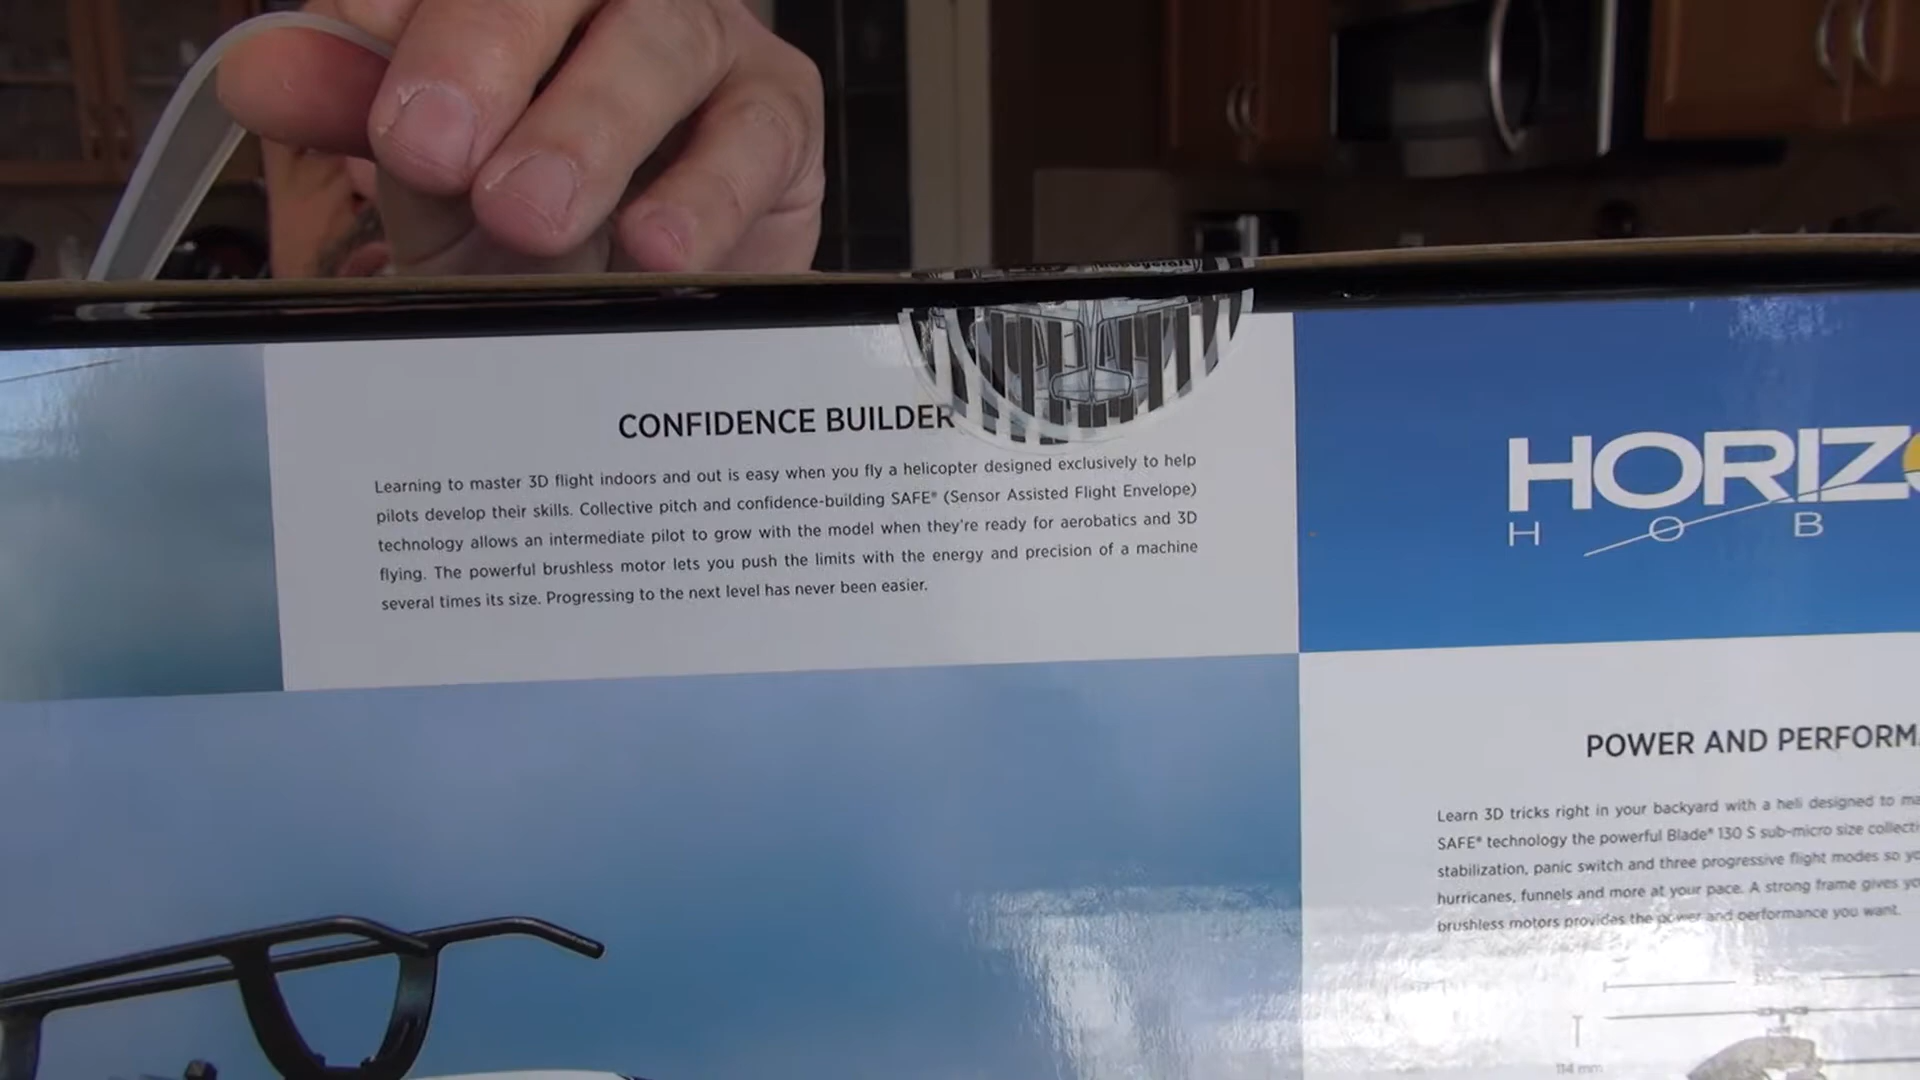 CONFIDENCE BUILDER
Learning to master 3D flight indoors and out is easy when you fly a helicopter designed exclusively to help
pilots develop their skills. Collective pitch and confidence-building SAFE® (Sensor Assisted Flight Envelope)
technology allows an intermediate pilot to grow with the model when they're ready for aerobatics and 3D
flying. The powerful brushless motor lets you push the limits with the energy and precision of a machine
several times its size. Progressing to the next level has never been easier.
HORIZ
H O B
POWER AND PERFORM
Learn 3D tricks right in your backyard with a heli designed to
SAFE® technology the powerful Blade® 130 S sub-micro size
stabilization, panic switch and three progressive flight modes so
hurricanes, funnels and more at your pace. A strong frame gives
brushless motors provides the power and performance you want.
114 mm